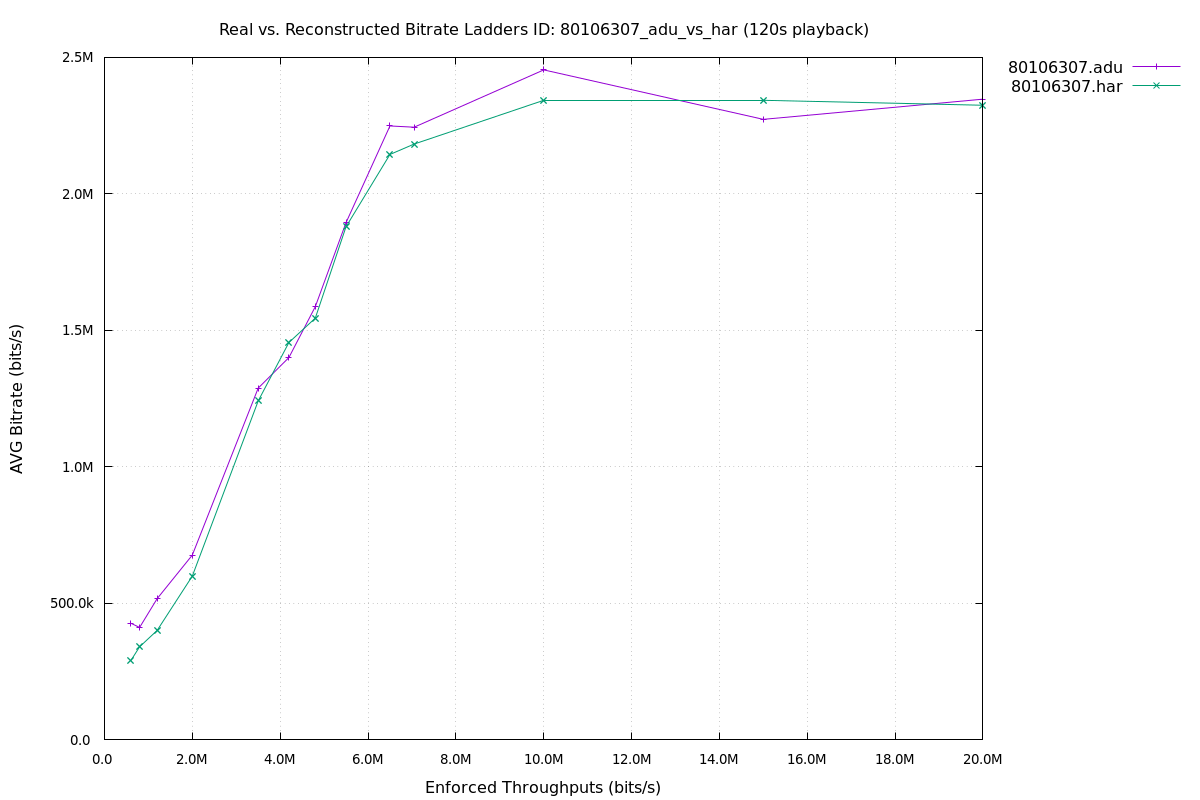 Real vs. Reconstructed Bitrate Ladders ID: 80106307_adu_vs_har (120s playback)
80106307.adu
80106307.har
2.5M
2.0M
1.5M
1.0M
500.0k
0.0
AVG Bitrate (bits/s)
0.0 2.0M 4.0M 6.0M 8.0M 10.0M 12.0M 14.0M 16.0M 18.0M 20.0M
Enforced Throughputs (bits/s)